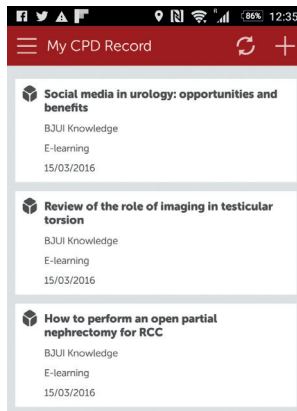 86% 12:35
My CPD Record
Social media in urology: opportunities and
benefits
BJUI Knowledge
E-learning
15/03/2016
Review of the role of imaging in testicular
torsion
BJUI Knowledge
E-learning
15/03/2016
How to perform an open partial
nephrectomy for RCC
BJUI Knowledge
E-learning
15/03/2016